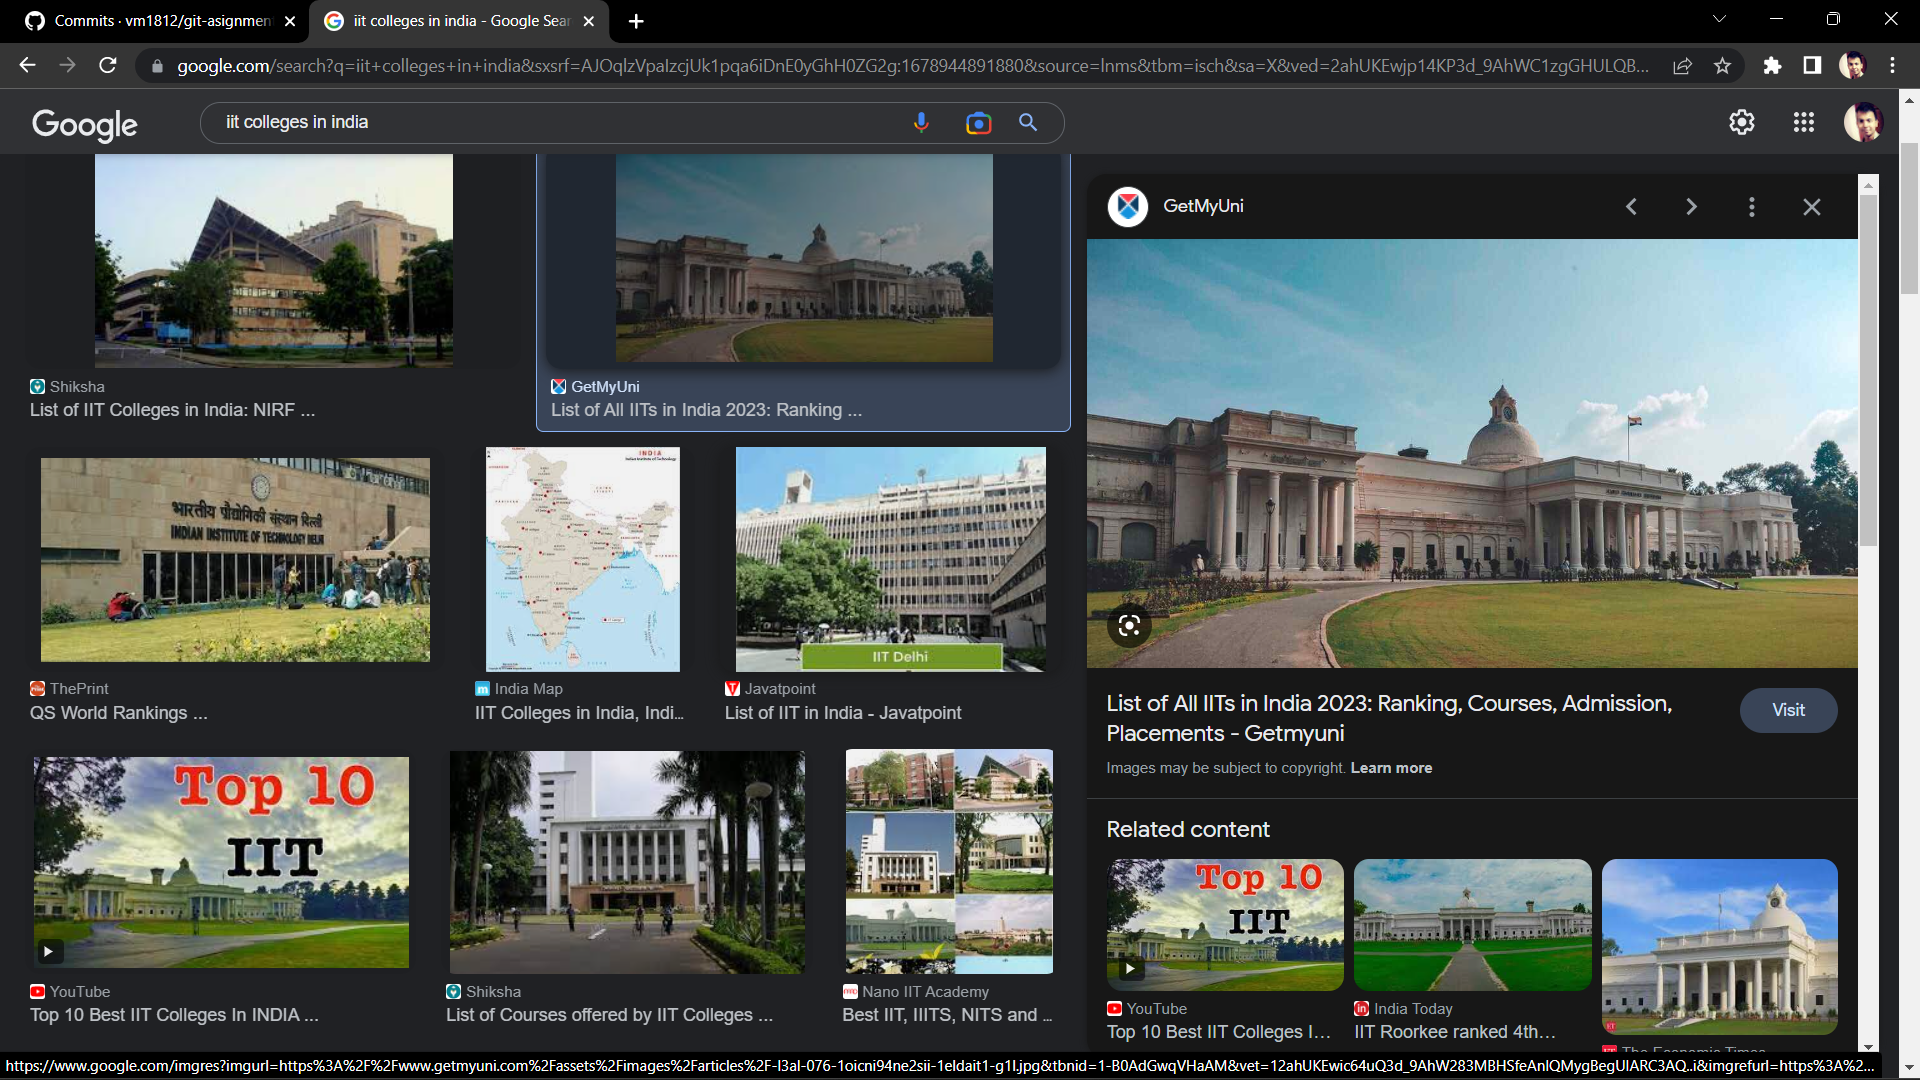 Commits · vm1812/git-asignment
iit colleges in india - Google Sear
google.com/search?q=iit+colleges+in+india&sxsrf=AJOqlzVpalzcjUk1pqa6iDnE0yGhH0ZG2g:1678944891880&source=lnms&tbm=isch&sa=X&ved=2ahUKEwjp14KP3d_9AhWC1zgGHULQB...
Google
iit colleges in india
GetMyUni
Shiksha
List of IIT Colleges in India: NIRF ...
GetMyUni
List of All IITs in India 2023: Ranking ...
भारतीय प्रौद्योगिकी संस्थान दिल्ली
INDIAN INSTITUTE OF TECHNOLOGY DELHI
INDIA
IIT Delhi
ThePrint
QS World Rankings ...
India Map
IIT Colleges in India, Indi...
Javatpoint
List of IIT in India - Javatpoint
List of All IITs in India 2023: Ranking, Courses, Admission,
Placements - Getmyuni
Visit
Images may be subject to copyright. Learn more
Top 10
IIT
YouTube
Top 10 Best IIT Colleges In INDIA ...
Shiksha
List of Courses offered by IIT Colleges ...
Nano IIT Academy
Best IIT, IIITS, NITS and ...
Related content
Top 10
IIT
YouTube
Top 10 Best IIT Colleges I...
India Today
IIT Roorkee ranked 4th...
ET
The Economic Times
https://www.google.com/imgres?imgurl=https%3A%2F%2Fwww.getmyuni.com%2Fassets%2Fimages%2Farticles%2F-l3al-076-1oicni94ne2sii-1eldait1-g1l.jpg&tbnid=1-B0AdGwqVHaAM&vet=12ahUKEwic64uQ3d_9AhW283MBHSfeAnIQMygBegUIARC3AQ..i&imgrefurl=https%3A%2...